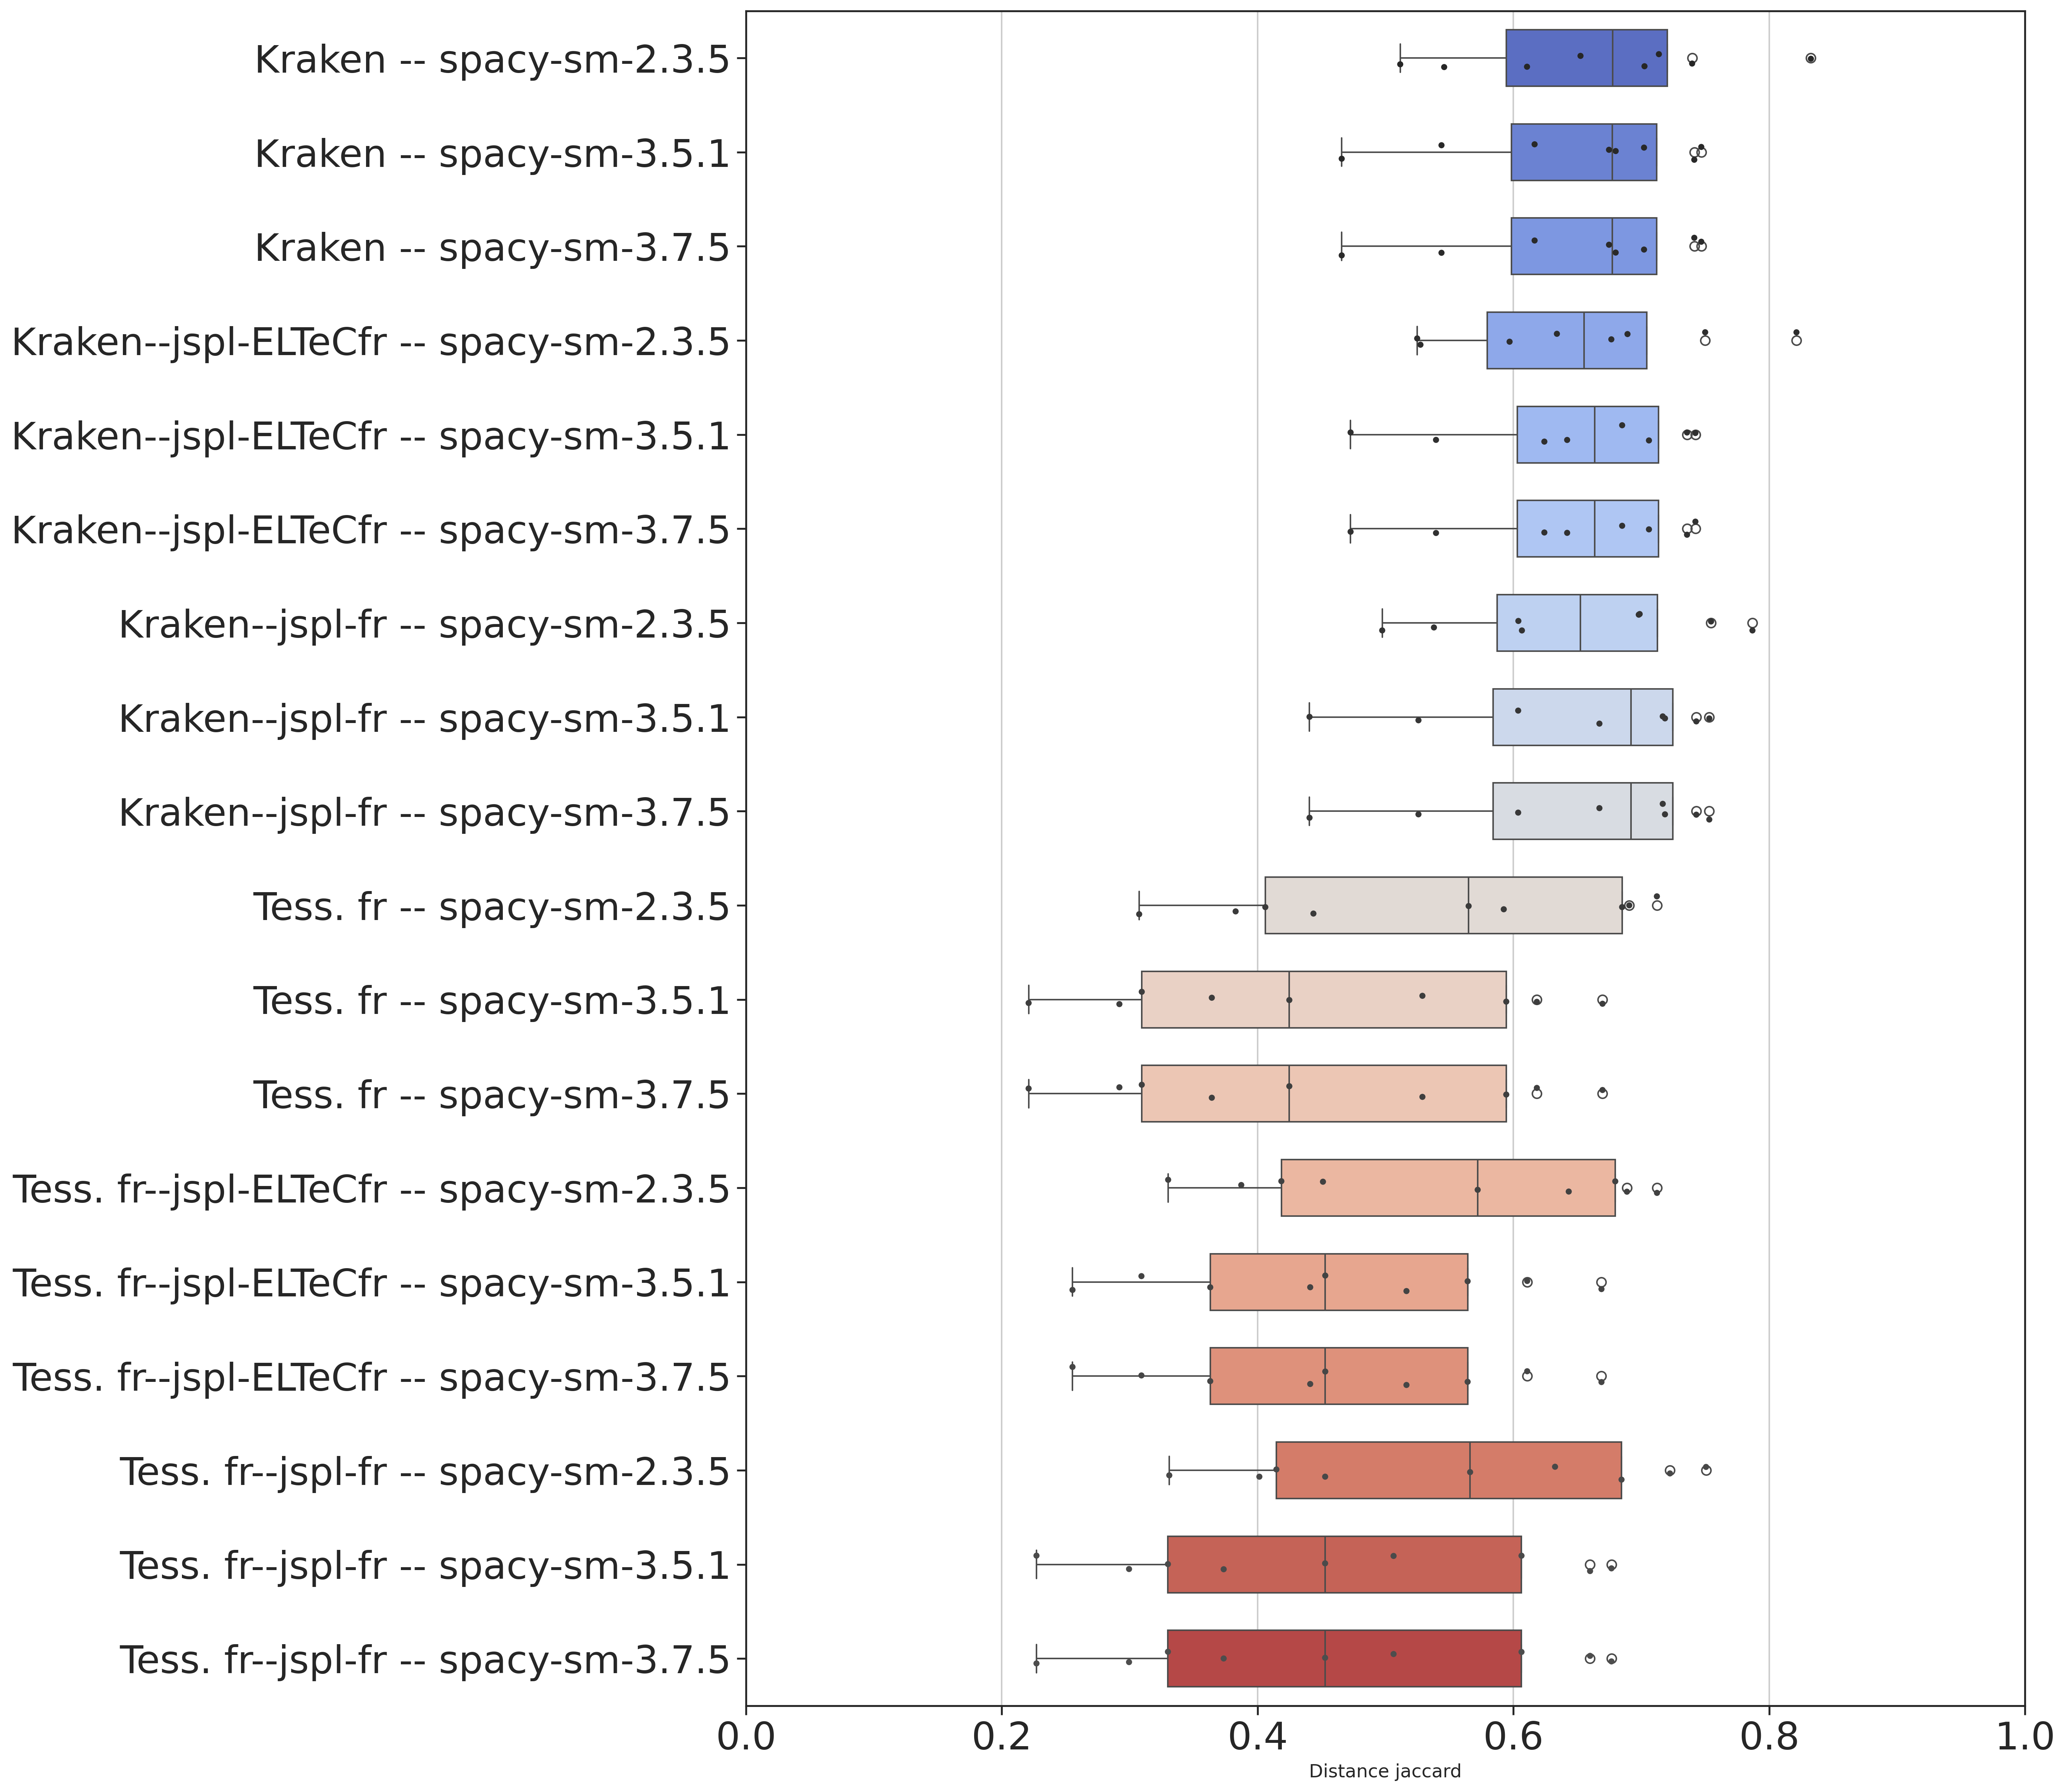 Kraken -- spacy-sm-2.3.5
Kraken -- spacy-sm-3.5.1
Kraken -- spacy-sm-3.7.5
Kraken--jspl-ELTeCfr -- spacy-sm-2.3.5
Kraken--jspl-ELTeCfr -- spacy-sm-3.5.1
Kraken--jspl-ELTeCfr -- spacy-sm-3.7.5
Kraken--jspl-fr -- spacy-sm-2.3.5
Kraken--jspl-fr -- spacy-sm-3.5.1
Kraken--jspl-fr -- spacy-sm-3.7.5
Tess. fr -- spacy-sm-2.3.5
Tess. fr -- spacy-sm-3.5.1
Tess. fr -- spacy-sm-3.7.5
Tess. fr--jspl-ELTeCfr -- spacy-sm-2.3.5
Tess. fr--jspl-ELTeCfr -- spacy-sm-3.5.1
Tess. fr--jspl-ELTeCfr -- spacy-sm-3.7.5
Tess. fr--jspl-fr -- spacy-sm-2.3.5
Tess. fr--jspl-fr -- spacy-sm-3.5.1
Tess. fr--jspl-fr -- spacy-sm-3.7.5
0.0 0.2 0.4 0.6 0.8 1.0
Distance jaccard